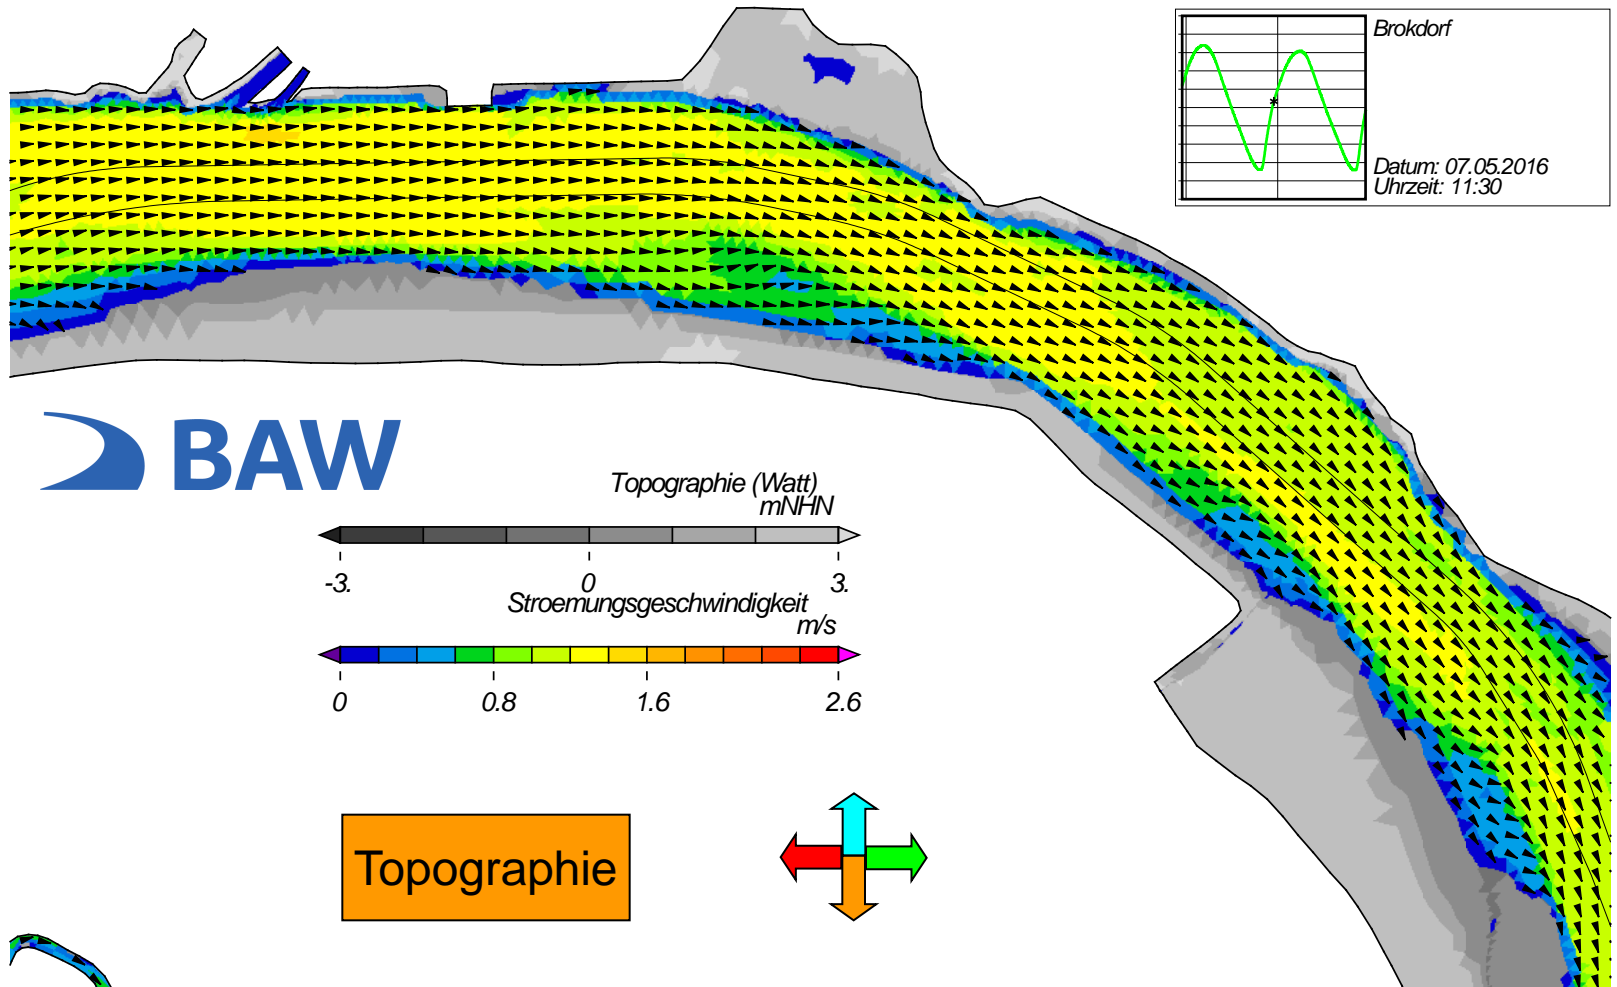 Brokdorf
Datum: 07.05.2016
Uhrzeit: 11:30
BAW
Topographie (Watt)
mNHN
-3. 0 3.
Stroemungsgeschwindigkeit
m/s
0 0.8 1.6 2.6
Topographie